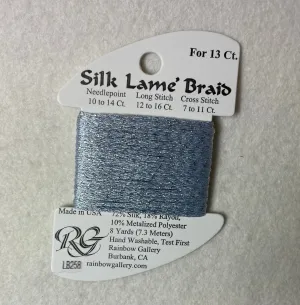 For 13 Ct.
Silk Lame' Braid
Needlepoint Long Stitch Cross Stitch
10 to 14 Ct. 12 to 16 Ct. 7 to 11 Ct.
Made in USA 72% Silk, 18% Rayon,
10% Metalized Polyester
8 Yards (7.3 Meters)
Hand Washable, Test First
Rainbow Gallery
Burbank, CA
RG
rainbowgallery.com